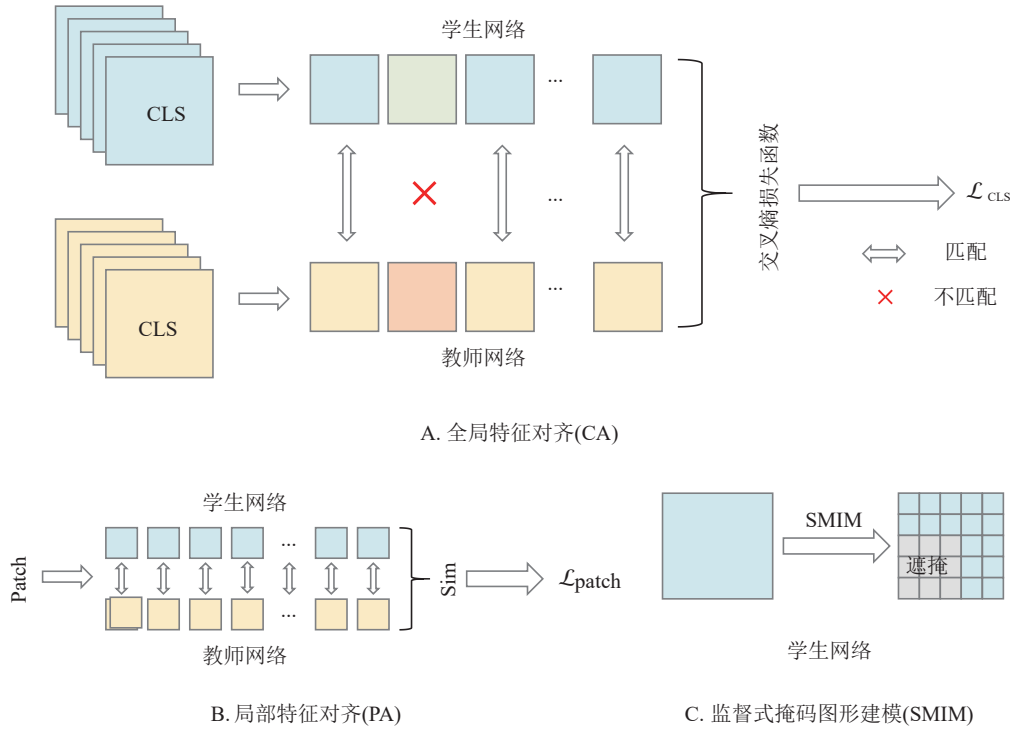 学生网络
CLS
...
交叉熵损失函数
ℒ CLS
...
匹配
不匹配
CLS
...
教师网络
A. 全局特征对齐(CA)
学生网络
Patch
...
...
...
Sim
ℒpatch
教师网络
B. 局部特征对齐(PA)
SMIM
遮掩
学生网络
C. 监督式掩码图形建模(SMIM)